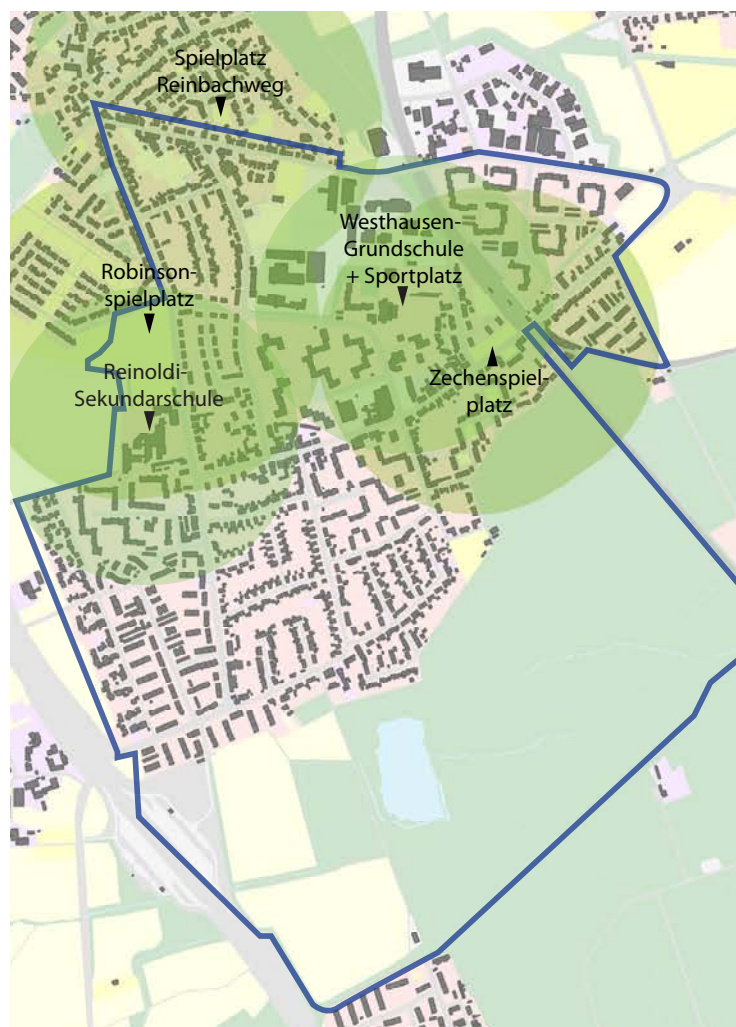 Spielplatz
Reinbachweg
Westhausen-
Grundschule
+ Sportplatz
Robinson-
spielplatz
Reinoldi-
Sekundarschule
Zechenspiel-
platz